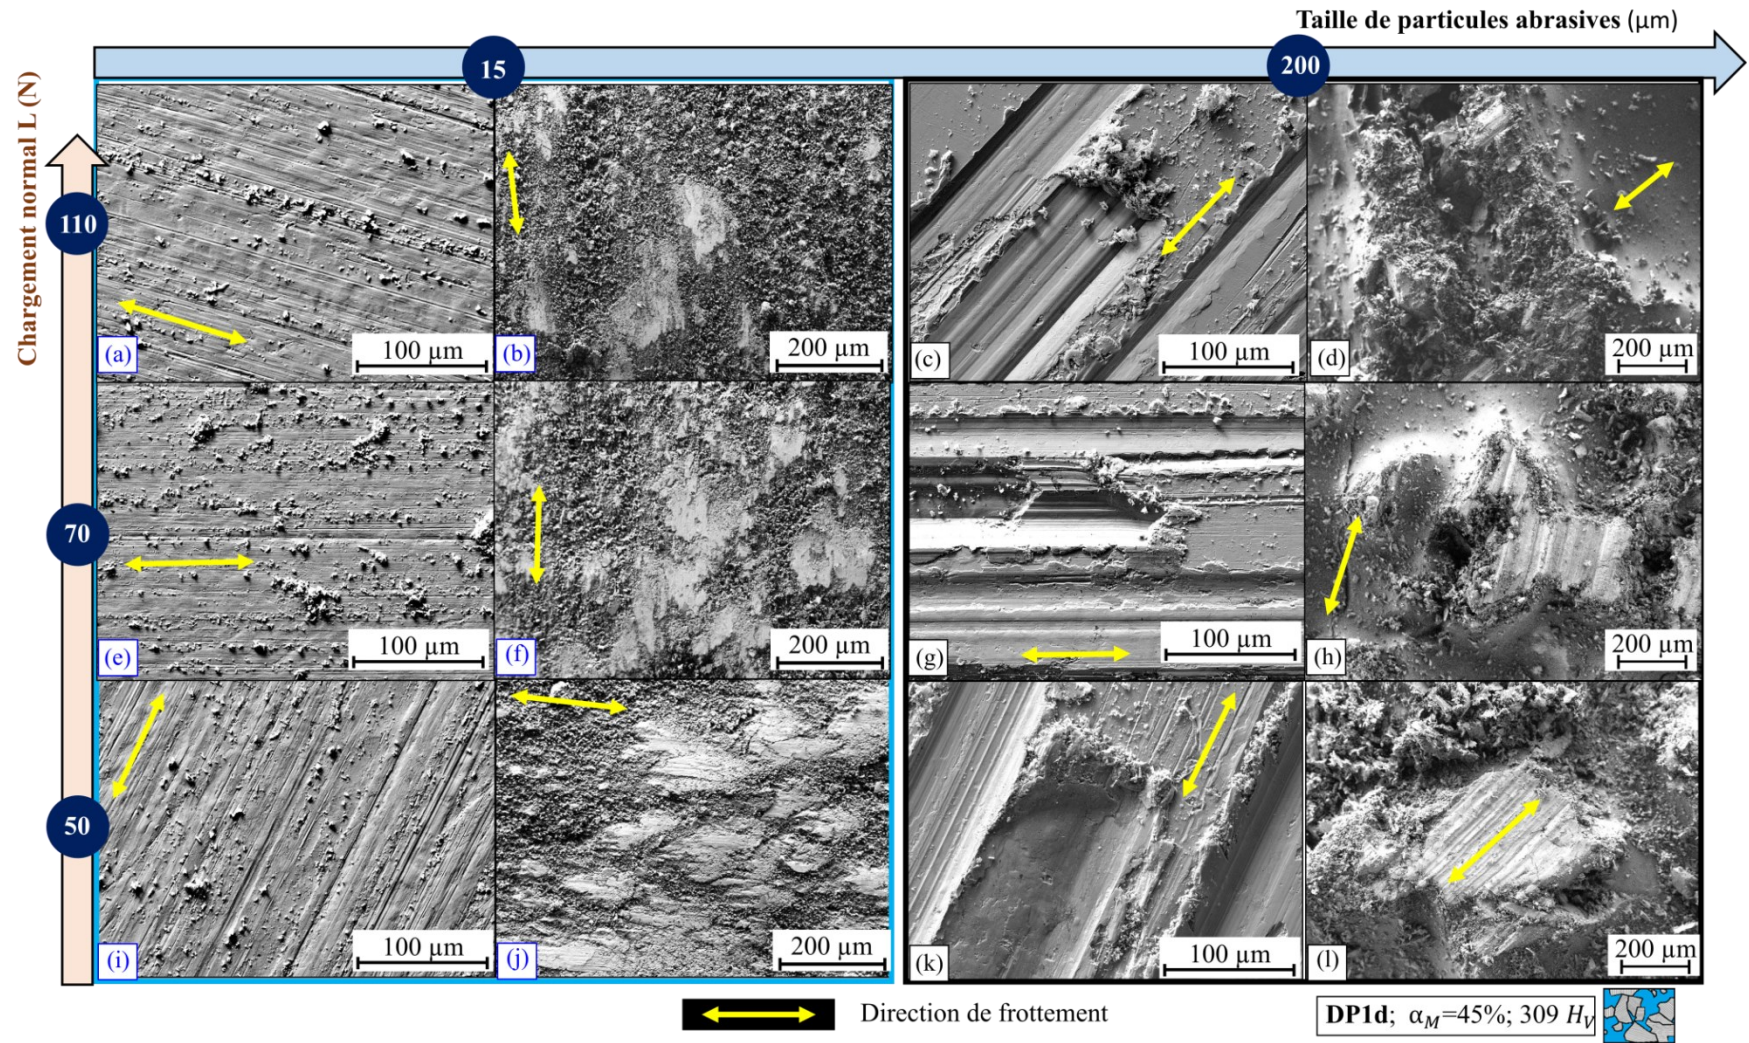 Taille de particules abrasives (µm)
15
200
Chargement normal L (N)
110
(a)
100 µm
(b)
200 µm
(c)
100 µm
(d)
200 µm
70
(e)
100 µm
(f)
200 µm
(g)
100 µm
(h)
200 µm
50
(i)
100 µm
(j)
200 µm
(k)
100 µm
(l)
200 µm
Direction de frottement
DP1d; α_M=45%; 309 H_V